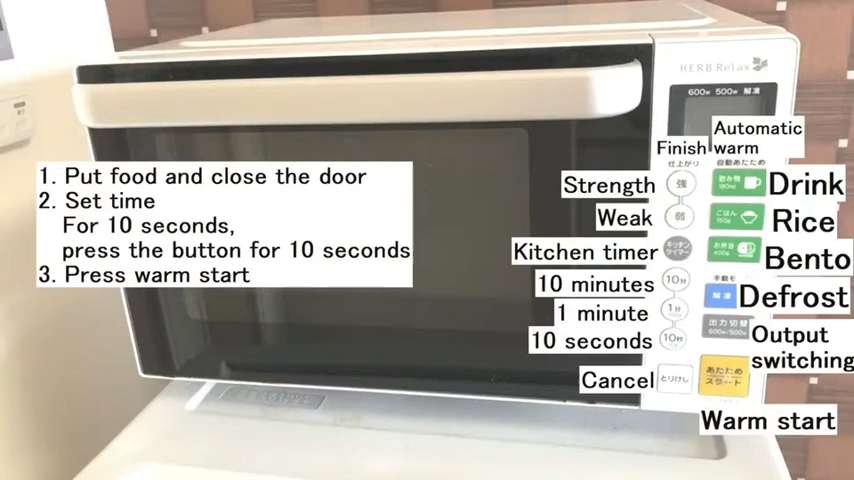 HERB Relax
600W 500W 解凍
Automatic
warm
Finish
仕上がり
自動あたため
1. Put food and close the door
2. Set time
For 10 seconds,
press the button for 10 seconds
3. Press warm start
Strength
強
飲み物
180ml
Drink
Weak
弱
ごはん
150g
Rice
Kitchen timer
キッチン
タイマー
お弁当
400g
Bento
10 minutes
10分
手動モ
解凍
Defrost
1 minute
1分
出力切替
600W/500W
Output
switching
10 seconds
10秒
Cancel
とりけし
あたため
スタート
Warm start